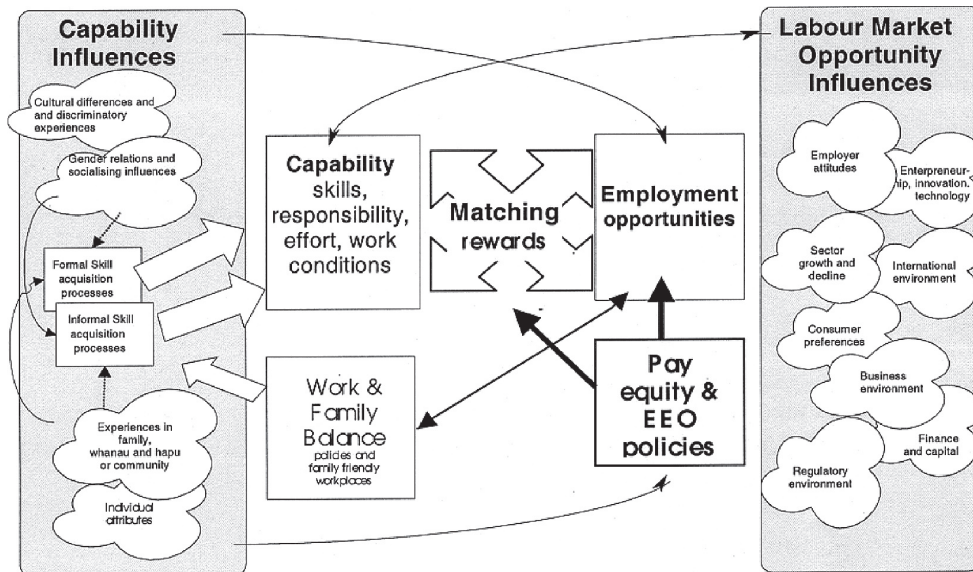 Capability
Influences
Cultural differences and
and discriminatory
experiences
Gender relations and
socialising influences
Formal Skill
acquisition
processes
Informal Skill
acquisition
processes
Experiences in
family,
whanau and hapu
or community
Individual
attributes
Capability
skills,
responsibility,
effort, work
conditions
Matching
rewards
Employment
opportunities
Work &
Family
Balance
policies and
family friendly
workplaces
Pay
equity &
EEO
policies
Labour Market
Opportunity
Influences
Employer
attitudes
Enterpreneur-
hip, innovation.
technology
Sector
growth and
decline
International
environment
Consumer
preferences
Business
environment
Finance
and capital
Regulatory
environment